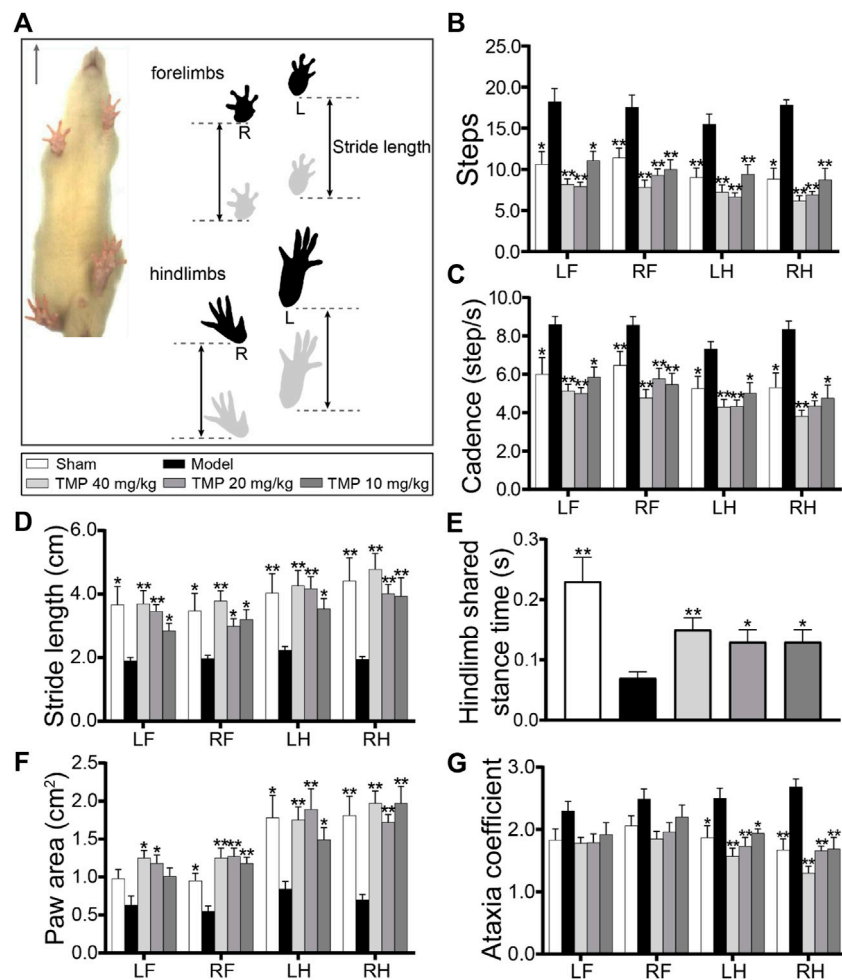 A
forelimbs
R
L
Stride length
hindlimbs
R
L
Sham
Model
TMP 40 mg/kg
TMP 20 mg/kg
TMP 10 mg/kg
B
Steps
25.0
20.0
15.0
10.0
5.0
0.0
* ** ** *
** ** ** **
** ** ** **
* ** ** **
LF RF LH RH
C
Cadence (step/s)
8.0
6.0
4.0
2.0
0.0
* ** ** *
** ** ** **
* ** ** *
* ** * *
LF RF LH RH
D
Stride length (cm)
6.0
4.0
2.0
0.0
* ** ** *
* ** * *
** ** ** *
** ** ** **
LF RF LH RH
E
Hindlimb shared
stance time (s)
0.3
0.2
0.1
0.0
** ** * *
F
Paw area (cm²)
2.5
2.0
1.5
1.0
0.5
0.0
* *
* ** ** **
* ** ** *
** ** ** **
LF RF LH RH
G
Ataxia coefficient
3.0
2.0
1.0
0.0
* ** ** *
** ** ** **
LF RF LH RH